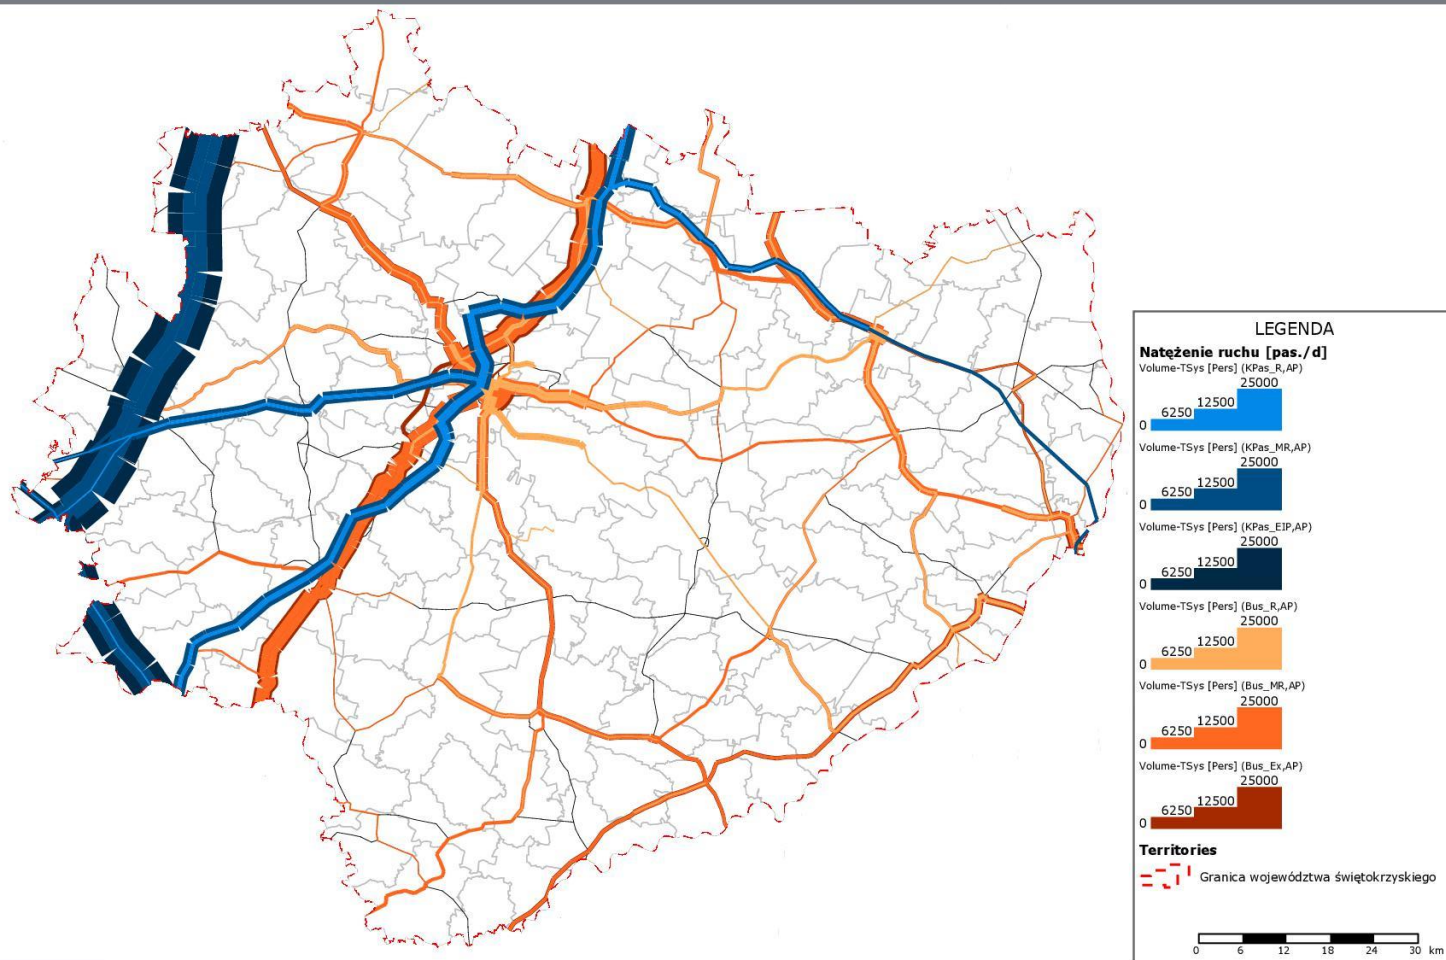 LEGENDA
Natężenie ruchu [pas./d]
Volume-TSys [Pers] (KPas_R,AP)
25000
12500
6250
0
Volume-TSys [Pers] (KPas_MR,AP)
25000
12500
6250
0
Volume-TSys [Pers] (KPas_EIP,AP)
25000
12500
6250
0
Volume-TSys [Pers] (Bus_R,AP)
25000
12500
6250
0
Volume-TSys [Pers] (Bus_MR,AP)
25000
12500
6250
0
Volume-TSys [Pers] (Bus_Ex,AP)
25000
12500
6250
0
Territories
Granica województwa świętokrzyskiego
0 6 12 18 24 30 km